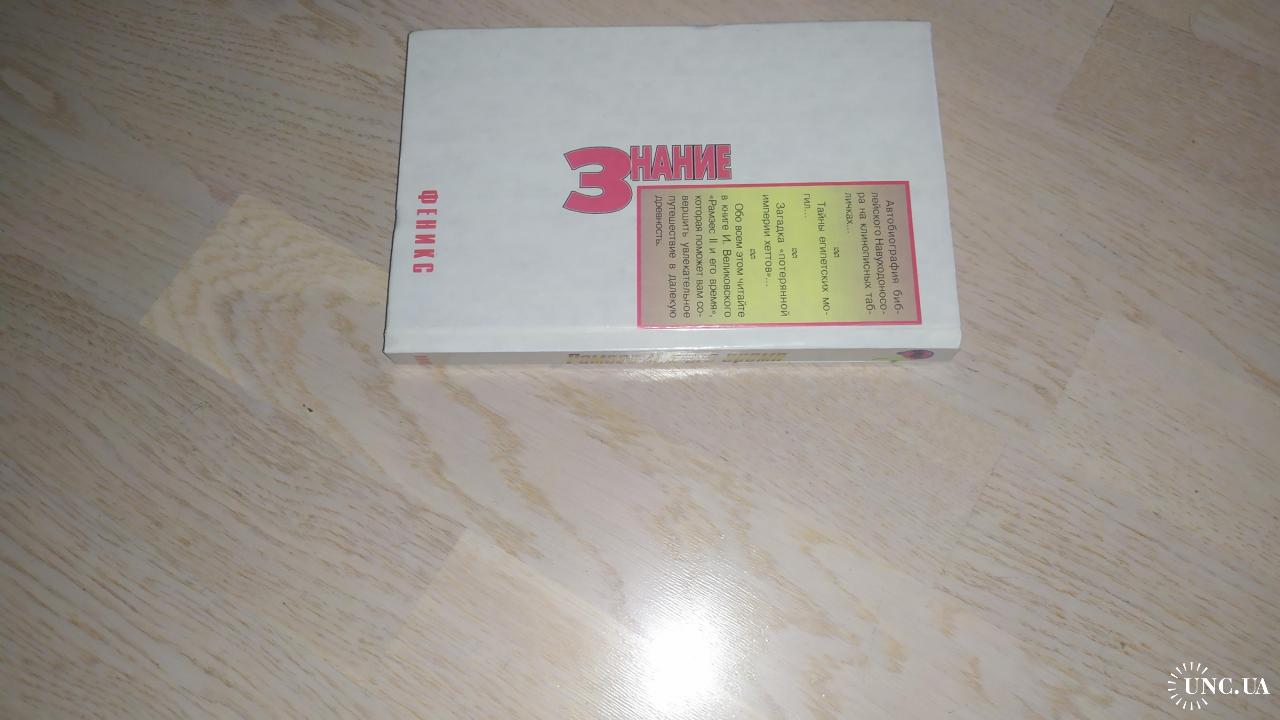 ЗНАНИЕ
Автобиография биб-
лейского Навуходоносо-
ра на клинописных таб-
личках...
Тайны египетских мо-
гил...
Загадка «потерянной
империи хеттов»...
Обо всем этом читайте
в книге И. Великовского
«Рамзес II и его время»,
которая поможет вам со-
вершить увлекательное
путешествие в далекую
древность.
ФЕНИКС
UNC.UA